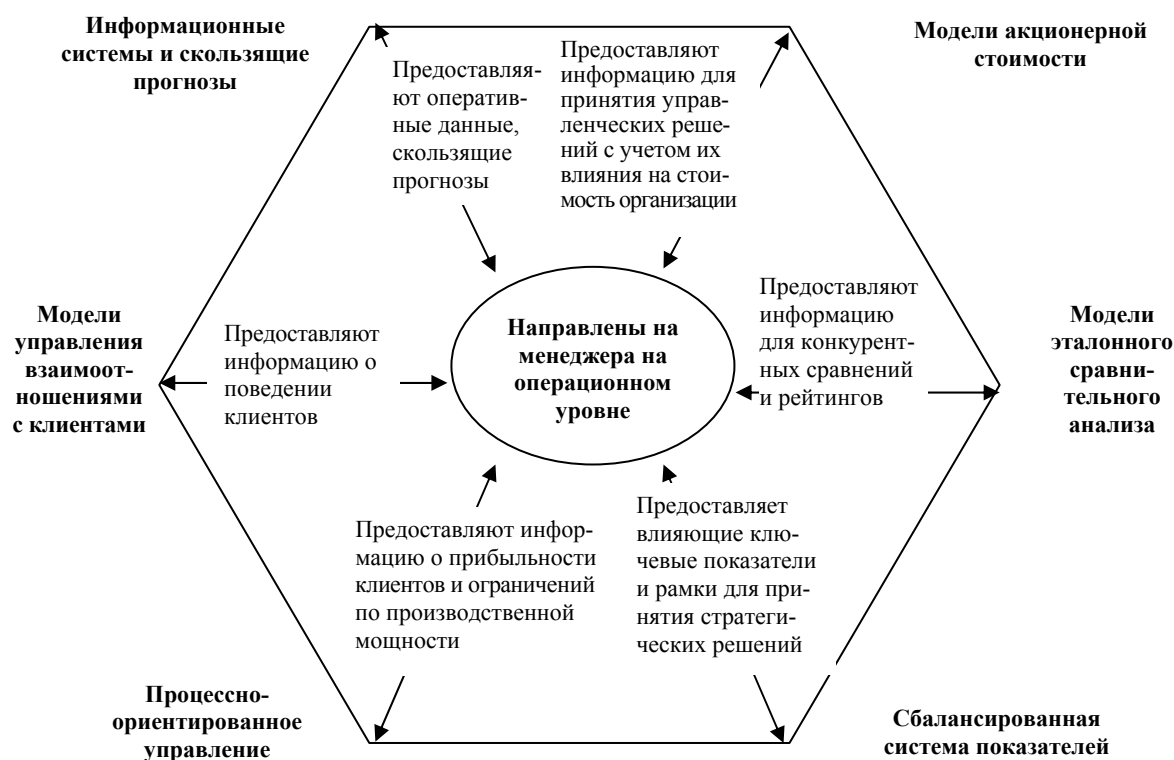 Информационные
системы и скользящие
прогнозы
Модели акционерной
стоимости
Предоставля-
ют оператив-
ные данные,
скользящие
прогнозы
Предоставляют
информацию для
принятия управ-
ленческих реше-
ний с учетом их
влияния на стои-
мость организации
Модели
управления
взаимоот-
ношениями
с клиентами
Предоставляют
информацию о
поведении
клиентов
Направлены на
менеджера на
операционном
уровне
Предоставляют
информацию
для конкурент-
ных сравнений
и рейтингов
Модели
эталонного
сравни-
тельного
анализа
Предоставляют инфор-
мацию о прибыльности
клиентов и ограничений
по производственной
мощности
Предоставляет
влияющие клю-
чевые показатели
и рамки для при-
нятия стратеги-
ческих решений
Процессно-
ориентированное
управление
Сбалансированная
система показателей